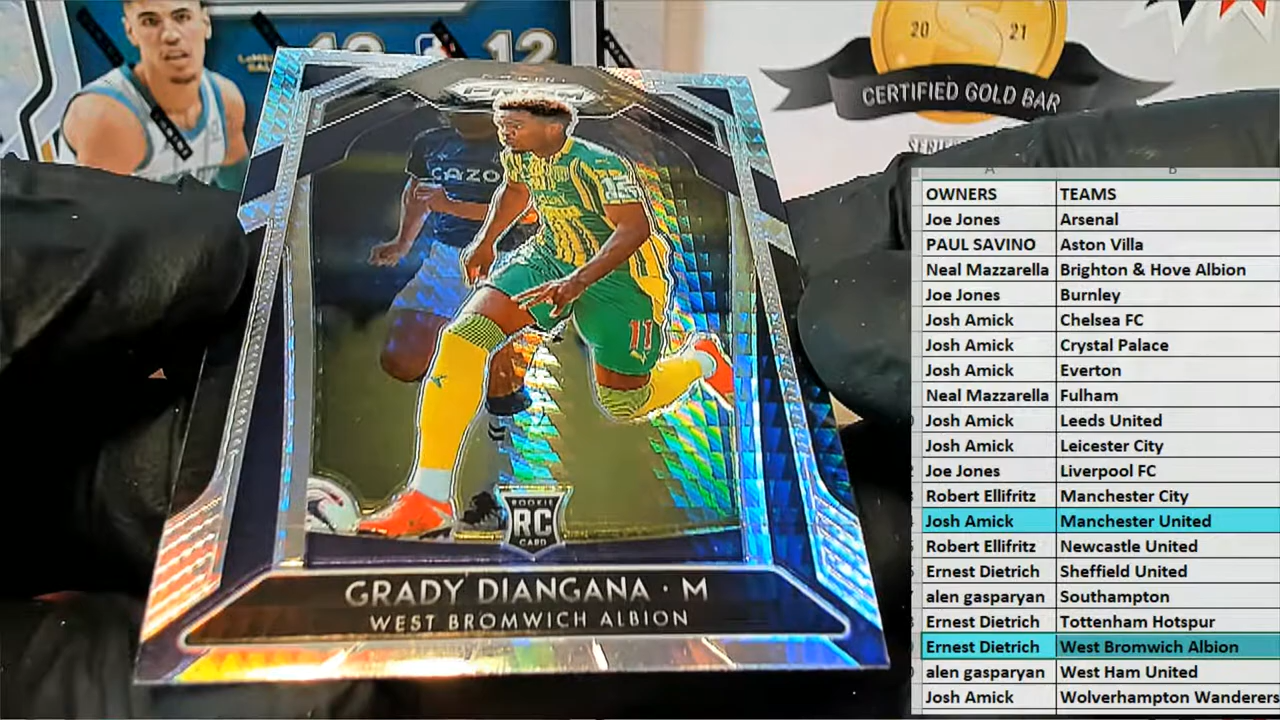 12
12
20 21
CERTIFIED GOLD BAR
PRIZM
CAZO
11
ROOKIE
RC
CARD
GRADY DIANGANA · M
WEST BROMWICH ALBION
A B
OWNERS TEAMS
Joe Jones Arsenal
PAUL SAVINO Aston Villa
Neal Mazzarella Brighton & Hove Albion
Joe Jones Burnley
Josh Amick Chelsea FC
Josh Amick Crystal Palace
Josh Amick Everton
Neal Mazzarella Fulham
Josh Amick Leeds United
Josh Amick Leicester City
Joe Jones Liverpool FC
Robert Ellifritz Manchester City
Josh Amick Manchester United
Robert Ellifritz Newcastle United
Ernest Dietrich Sheffield United
alen gasparyan Southampton
Ernest Dietrich Tottenham Hotspur
Ernest Dietrich West Bromwich Albion
alen gasparyan West Ham United
Josh Amick Wolverhampton Wanderers